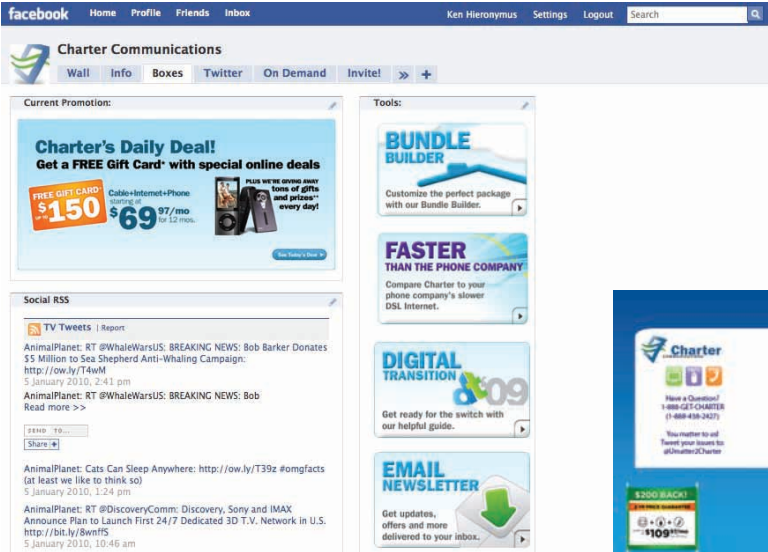 facebook Home Profile Friends Inbox Ken Hieronymus Settings Logout Search
Charter Communications
Wall Info Boxes Twitter On Demand Invite! » +
Current Promotion:
Charter's Daily Deal!
Get a FREE Gift Card* with special online deals
FREE GIFT CARD*
UP TO $150
Cable+Internet+Phone
starting at
$69 97/mo
for 12 mos.
PLUS WE'RE GIVING AWAY
tons of gifts
and prizes**
every day!
See Today's Deal >
Social RSS
TV Tweets | Report
AnimalPlanet: RT @WhaleWarsUS: BREAKING NEWS: Bob Barker Donates
$5 Million to Sea Shepherd Anti-Whaling Campaign:
http://ow.ly/T4wM
5 January 2010, 2:41 pm
AnimalPlanet: RT @WhaleWarsUS: BREAKING NEWS: Bob
Read more >>
SEND TO...
Share +
AnimalPlanet: Cats Can Sleep Anywhere: http://ow.ly/T39z #omgfacts
(at least we like to think so)
5 January 2010, 1:24 pm
AnimalPlanet: RT @DiscoveryComm: Discovery, Sony and IMAX
Announce Plan to Launch First 24/7 Dedicated 3D T.V. Network in U.S.
http://bit.ly/8wnffS
5 January 2010, 10:46 am
Tools:
BUNDLE
BUILDER
Customize the perfect package
with our Bundle Builder.
FASTER
THAN THE PHONE COMPANY
Compare Charter to your
phone company's slower
DSL Internet.
DIGITAL
TRANSITION
09
Get ready for the switch with
our helpful guide.
EMAIL
NEWSLETTER
Get updates,
offers and more
delivered to your inbox.
Charter
COMMUNICATIONS
Have a Question?
1-888-GET-CHARTER
(1-888-438-2427)
You matter to us!
Tweet your issues to:
@Umatter2Charter
$200 BACK!
PRICE GUARANTEE
$109